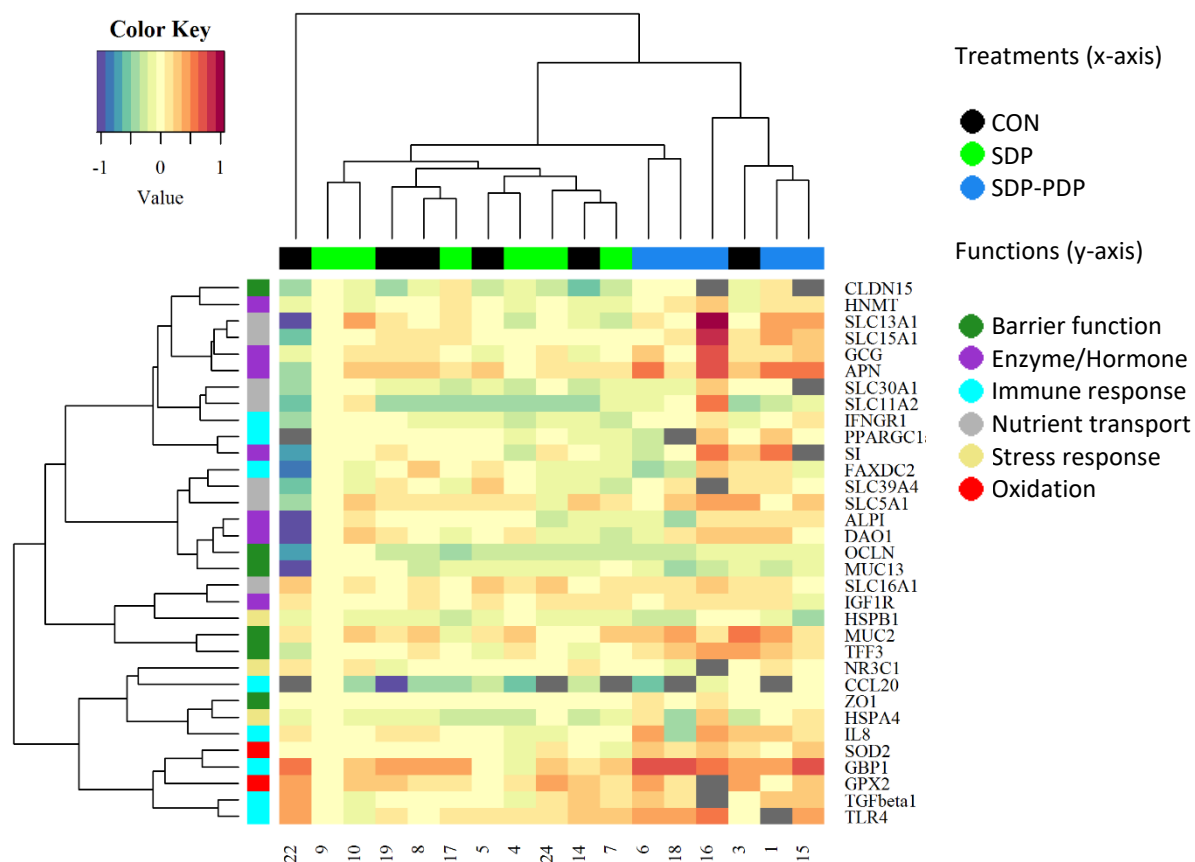 Color Key
-1 0 1
Value
Treatments (x-axis)
CON
SDP
SDP-PDP
Functions (y-axis)
Barrier function
Enzyme/Hormone
Immune response
Nutrient transport
Stress response
Oxidation
CLDN15
HNMT
SLC13A1
SLC15A1
GCG
APN
SLC30A1
SLC11A2
IFNGR1
PPARGC1
SI
FAXDC2
SLC39A4
SLC5A1
ALPI
DAO1
OCLN
MUC13
SLC16A1
IGF1R
HSPB1
MUC2
TFF3
NR3C1
CCL20
ZO1
HSPA4
IL8
SOD2
GBP1
GPX2
TGFbeta1
TLR4
22 9 10 19 8 17 5 4 24 14 7 6 18 16 3 1 15